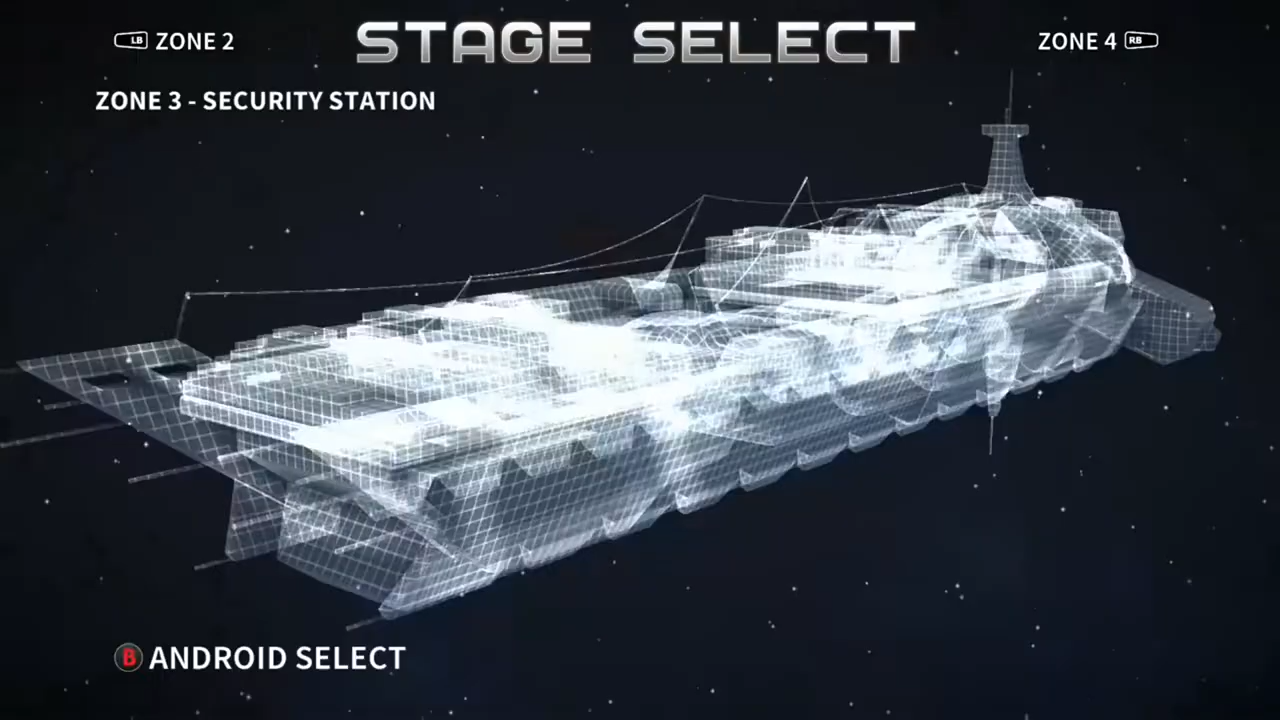 LB ZONE 2
STAGE SELECT
ZONE 4 RB
ZONE 3 - SECURITY STATION
B ANDROID SELECT